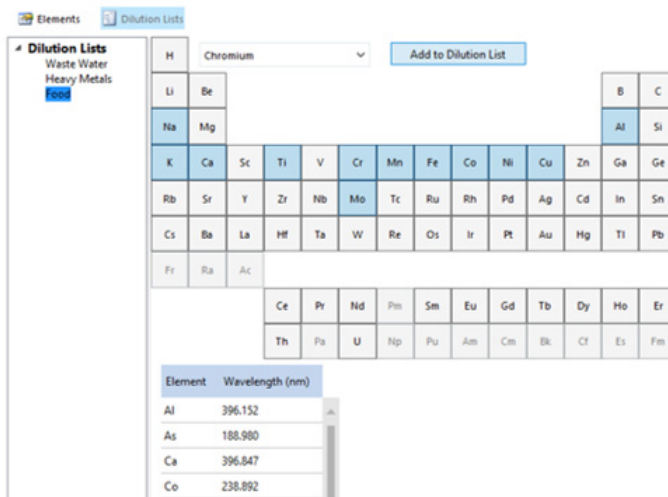 Elements Dilution Lists
Dilution Lists
Waste Water
Heavy Metals
Food
H Chromium Add to Dilution List
Li Be B C
Na Mg Al Si
K Ca Sc Ti V Cr Mn Fe Co Ni Cu Zn Ga Ge
Rb Sr Y Zr Nb Mo Tc Ru Rh Pd Ag Cd In Sn
Cs Ba La Hf Ta W Re Os Ir Pt Au Hg Tl Pb
Fr Ra Ac
Ce Pr Nd Pm Sm Eu Gd Tb Dy Ho Er
Th Pa U Np Pu Am Cm Bk Cf Es Fm
Element Wavelength (nm)
Al 396.152
As 188.980
Ca 396.847
Co 238.892